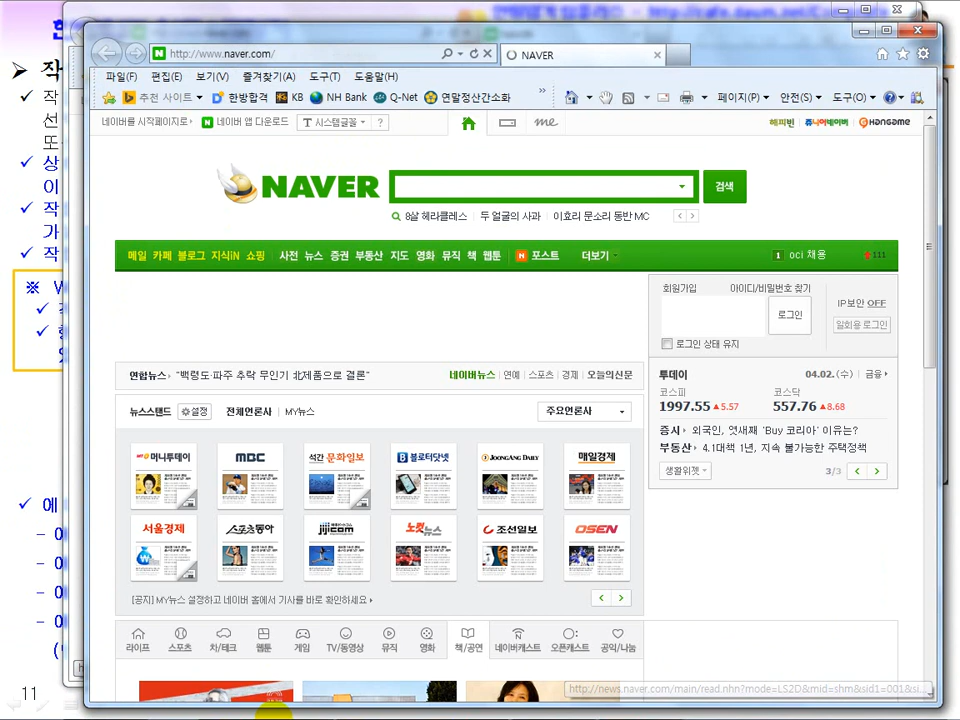 http://www.naver.com/
NAVER
파일(F) 편집(E) 보기(V) 즐겨찾기(A) 도구(T) 도움말(H)
추천 사이트 한방합격 KB NH Bank Q-Net 연말정산간소화 페이지(P) 안전(S) 도구(O)
네이버를 시작페이지로 네이버 앱 다운로드 T 시스템글꼴 ? me 해피빈 쥬니어네이버 HANGAME
NAVER 검색
8살 헤라클레스 두 얼굴의 사과 이효리 문소리 동반 MC
메일 카페 블로그 지식iN 쇼핑 사전 뉴스 증권 부동산 지도 영화 뮤직 책 웹툰 N 포스트 더보기 1 oci 채용 111
회원가입 아이디/비밀번호 찾기
로그인
IP보안 OFF
일회용 로그인
로그인 상태 유지
연합뉴스 "백령도·파주 추락 무인기 北제품으로 결론" 네이버뉴스 연예 스포츠 경제 오늘의신문
투데이 04.02.(수) 금융
코스피 코스닥
1997.55 ▲5.57 557.76 ▲8.68
증시 외국인, 엿새째 'Buy 코리아' 이유는?
부동산 4.1대책 1년, 지속 불가능한 주택정책
생활위젯 3/3
뉴스스탠드 설정 전체언론사 MY뉴스 주요언론사
머니투데이 MBC 석간 문화일보 블로터닷넷 JOONGANG DAILY 매일경제
서울경제 스포츠동아 jjcom 노컷뉴스 조선일보 OSEN
[공지] MY뉴스 설정하고 네이버 홈에서 기사를 바로 확인하세요
라이프 스포츠 차/테크 웹툰 게임 TV/동영상 뮤직 영화 책/공연 네이버캐스트 오픈캐스트 공익/나눔
http://news.naver.com/main/read.nhn?mode=LS2D&mid=shm&sid1=001&si...
작
작
선
상
이
작
가
작
※
에
11